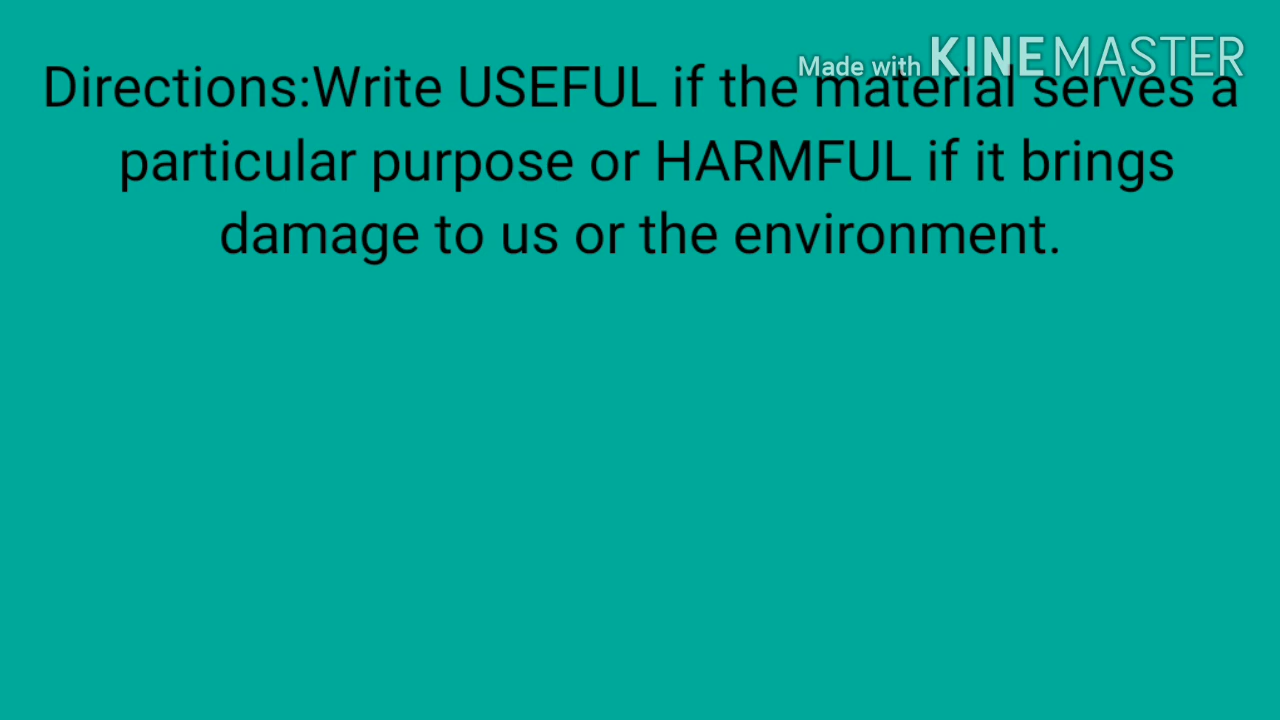 Made with KINEMASTER
Directions:Write USEFUL if the material serves a
particular purpose or HARMFUL if it brings
damage to us or the environment.